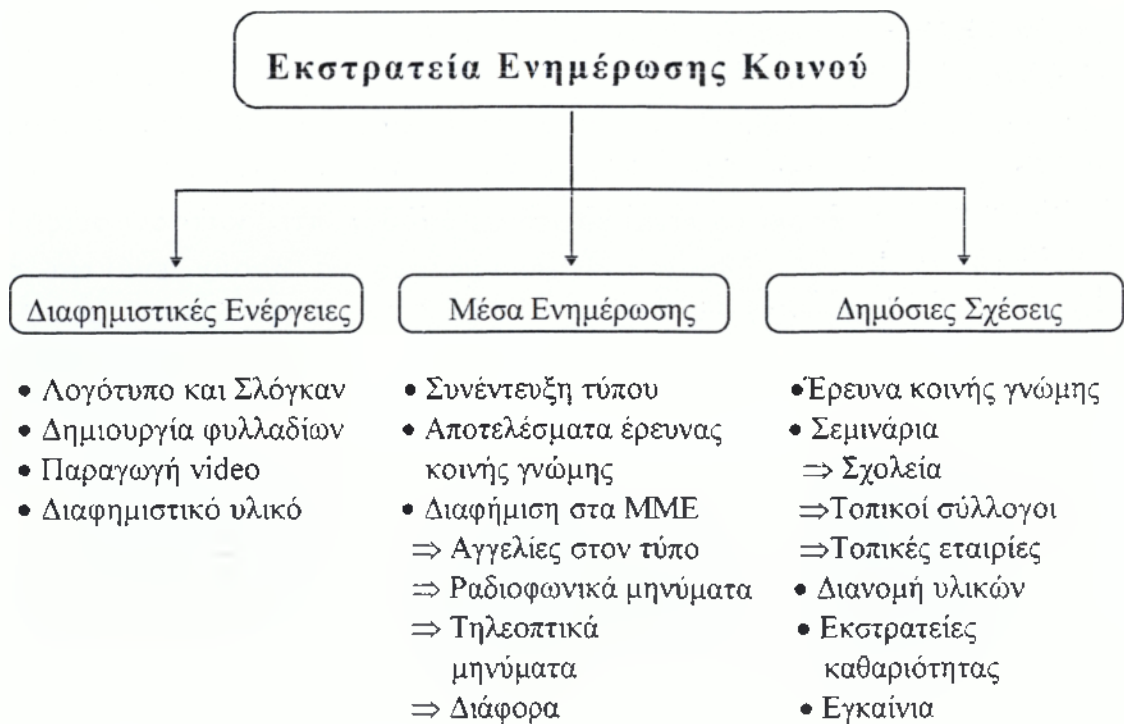 Εκστρατεία Ενημέρωσης Κοινού
Διαφημιστικές Ενέργειες
• Λογότυπο και Σλόγκαν
• Δημιουργία φυλλαδίων
• Παραγωγή video
• Διαφημιστικό υλικό
Μέσα Ενημέρωσης
• Συνέντευξη τύπου
• Αποτελέσματα έρευνας
κοινής γνώμης
• Διαφήμιση στα ΜΜΕ
⇒ Αγγελίες στον τύπο
⇒ Ραδιοφωνικά μηνύματα
⇒ Τηλεοπτικά
μηνύματα
⇒ Διάφορα
Δημόσιες Σχέσεις
•Έρευνα κοινής γνώμης
• Σεμινάρια
⇒ Σχολεία
⇒Τοπικοί σύλλογοι
⇒Τοπικές εταιρίες
• Διανομή υλικών
• Εκστρατείες
καθαριότητας
• Εγκαίνια